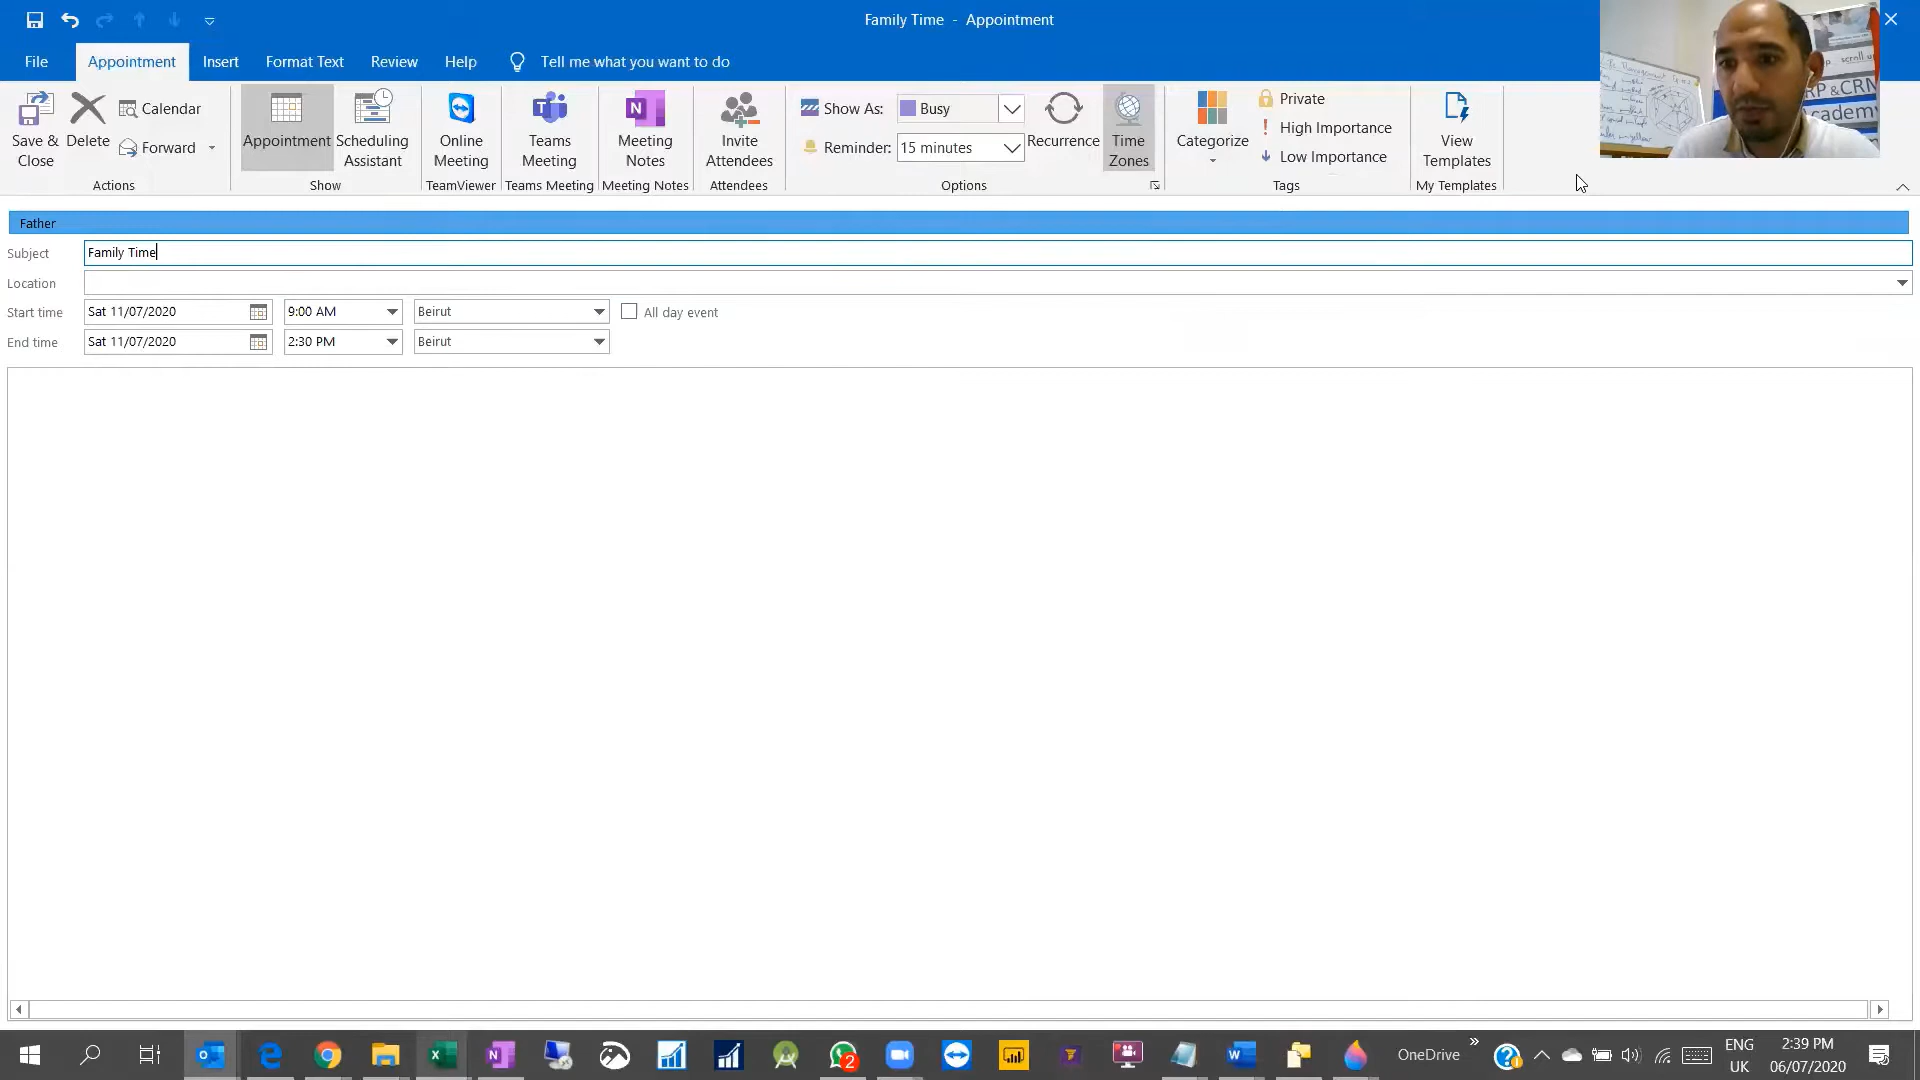 Family Time - Appointment
File
Appointment
Insert
Format Text
Review
Help
Tell me what you want to do
Save & Close
Delete
Calendar
Forward
Actions
Appointment
Scheduling Assistant
Show
Online Meeting
TeamViewer
Teams Meeting
Teams Meeting
Meeting Notes
Meeting Notes
Invite Attendees
Attendees
Show As:
Busy
Reminder:
15 minutes
Recurrence
Time Zones
Options
Categorize
Private
High Importance
Low Importance
Tags
View Templates
My Templates
scroll
RP & CRM
cademy
Father
Subject
Family Time
Location
Start time
Sat 11/07/2020
9:00 AM
Beirut
All day event
End time
Sat 11/07/2020
2:30 PM
Beirut
2
OneDrive
ENG
UK
2:39 PM
06/07/2020